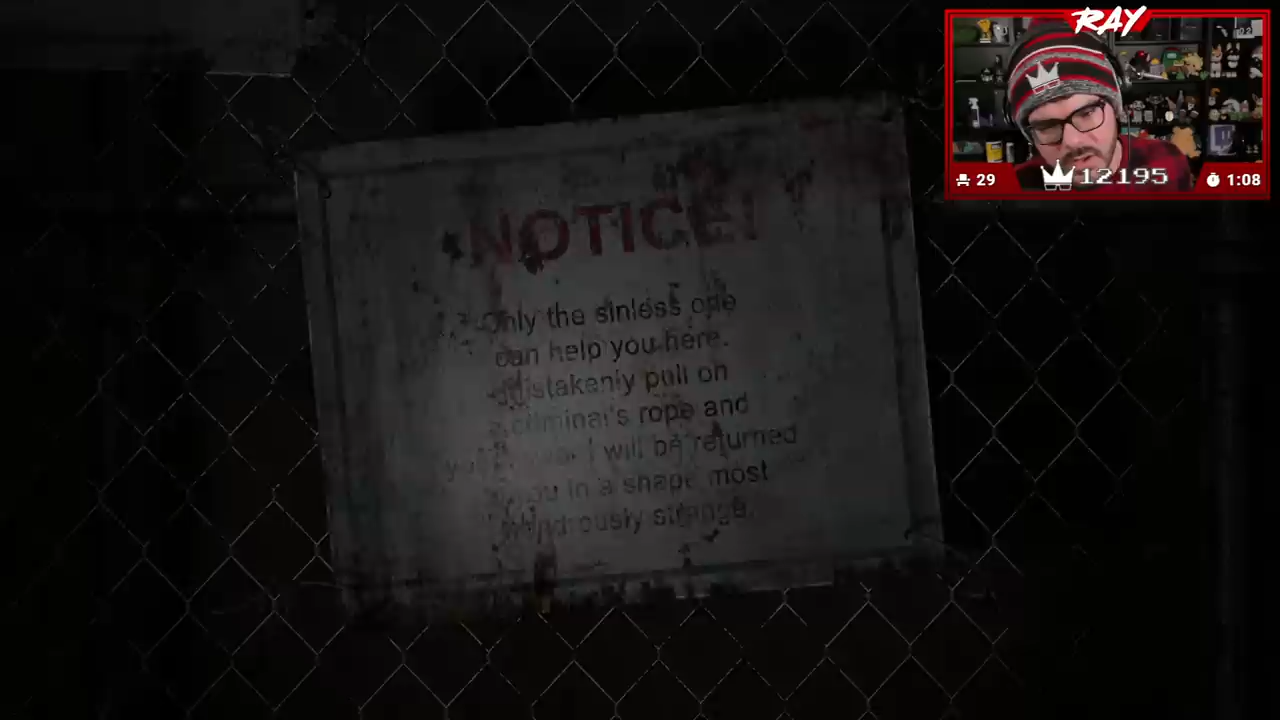 RAY
29
12195
1:08
NOTICE!
Only the sinless one
can help you here.
Mistakenly pull on
a criminal's rope and
will be returned
you in a shape most
wondrously strange.